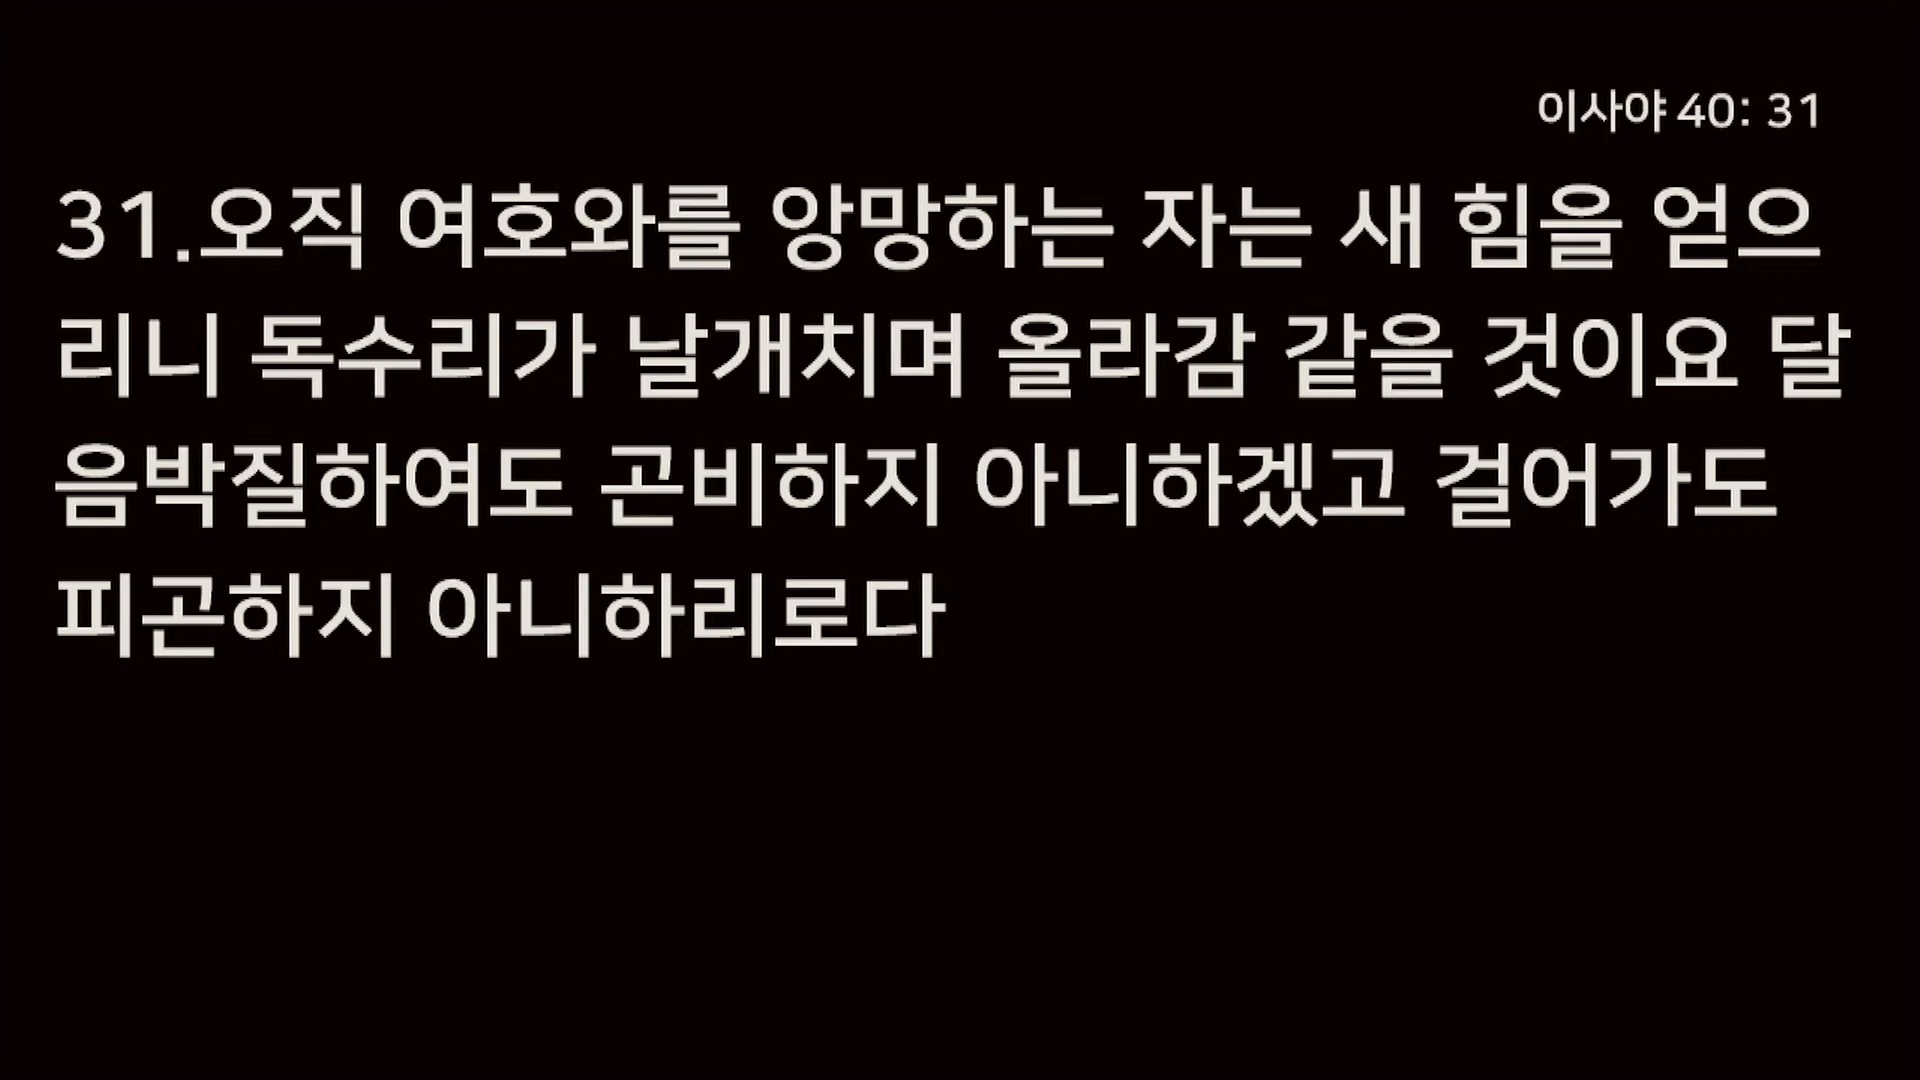 이사야 40: 31
31.오직 여호와를 앙망하는 자는 새 힘을 얻으
리니 독수리가 날개치며 올라감 같을 것이요 달
음박질하여도 곤비하지 아니하겠고 걸어가도
피곤하지 아니하리로다